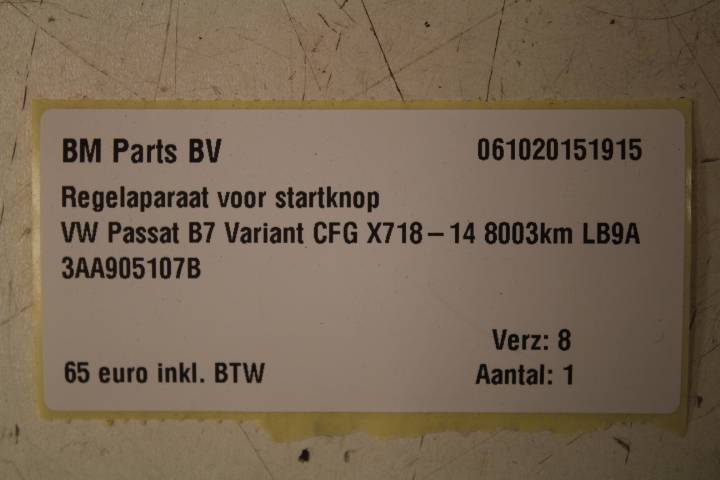 BM Parts BV 061020151915
Regelaparaat voor startknop
VW Passat B7 Variant CFG X718-14 8003km LB9A
3AA905107B
Verz: 8
65 euro inkl. BTW Aantal: 1